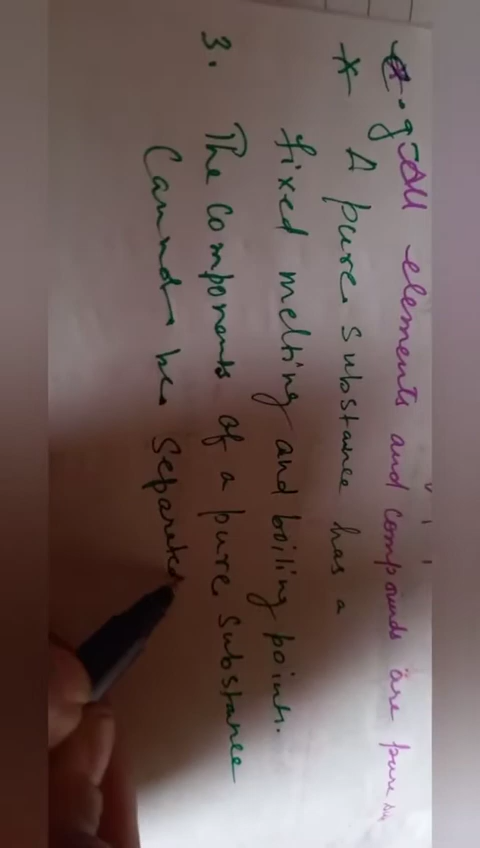 e.g. All elements and compounds are pure
* A pure substance has a
fixed melting and boiling point.
3. The components of a pure substance
Cannot be Separated